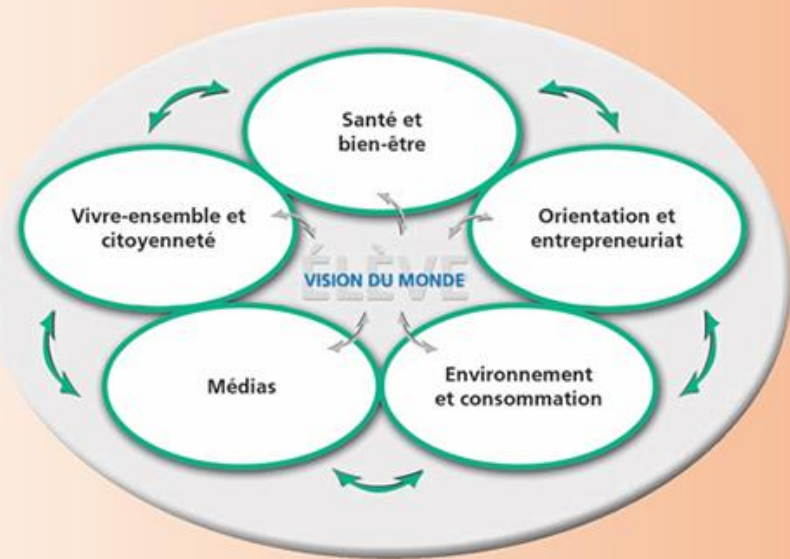 Santé et
bien-être
Vivre-ensemble et
citoyenneté
Orientation et
entrepreneuriat
ÉLÈVE
VISION DU MONDE
Médias
Environnement
et consommation